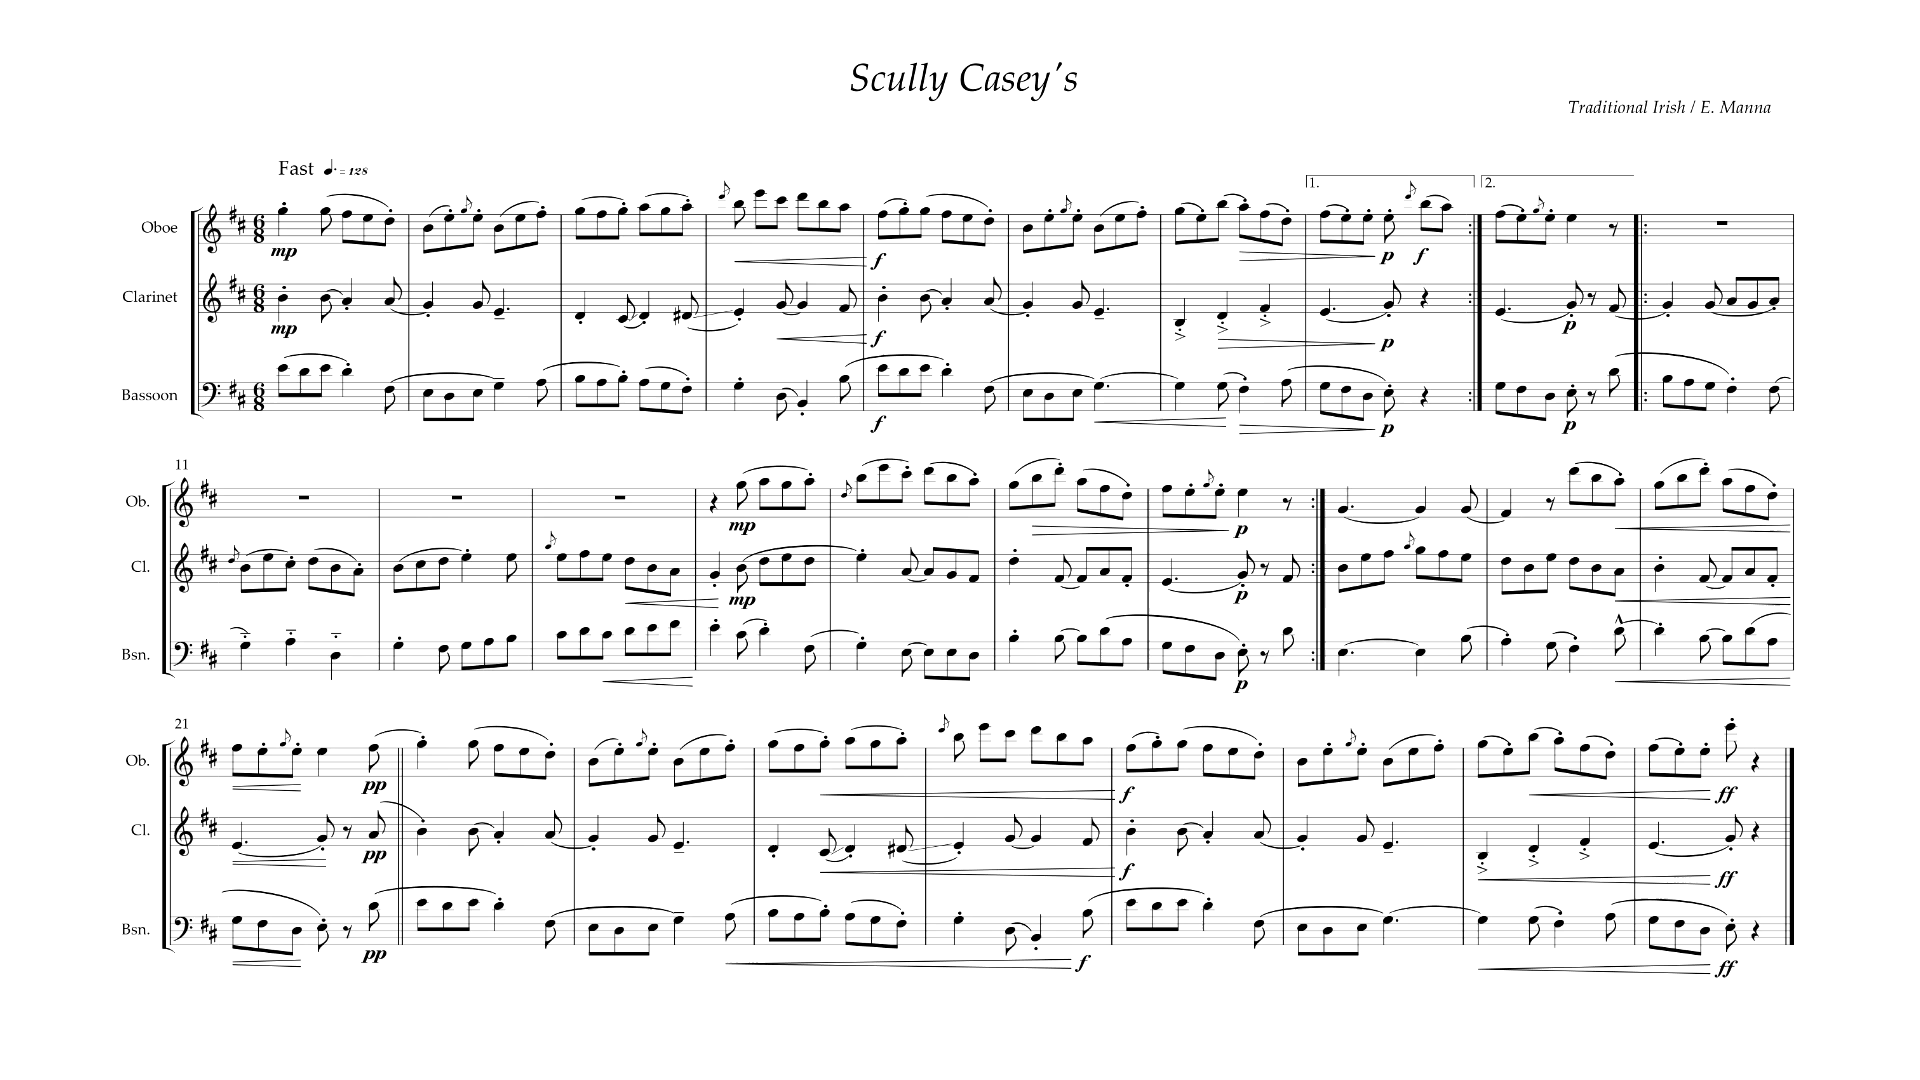 Scully Casey's
Traditional Irish / E. Manna
Fast ♩. = 128
1.
2.
Oboe
mp
f
p
f
Clarinet
mp
f
p
p
Bassoon
f
p
p
11
Ob.
mp
p
Cl.
mp
p
Bsn.
p
21
Ob.
pp
f
ff
Cl.
pp
f
ff
Bsn.
pp
f
ff